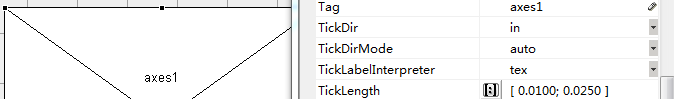 Tag axes1
TickDir in
TickDirMode auto
axes1
TickLabelInterpreter tex
TickLength [ 0.0100; 0.0250 ]